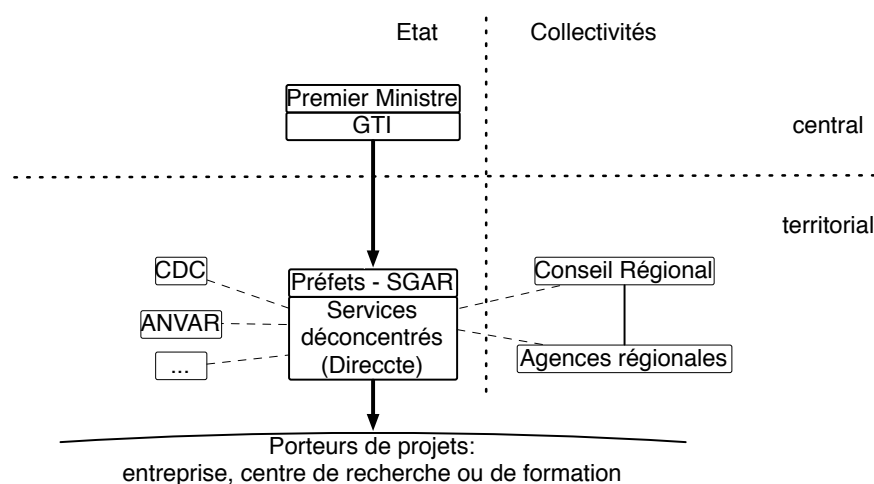 Etat
Collectivités
Premier Ministre
GTI
central
territorial
CDC
Préfets - SGAR
Conseil Régional
Services
déconcentrés
(Direccte)
ANVAR
...
Agences régionales
Porteurs de projets:
entreprise, centre de recherche ou de formation